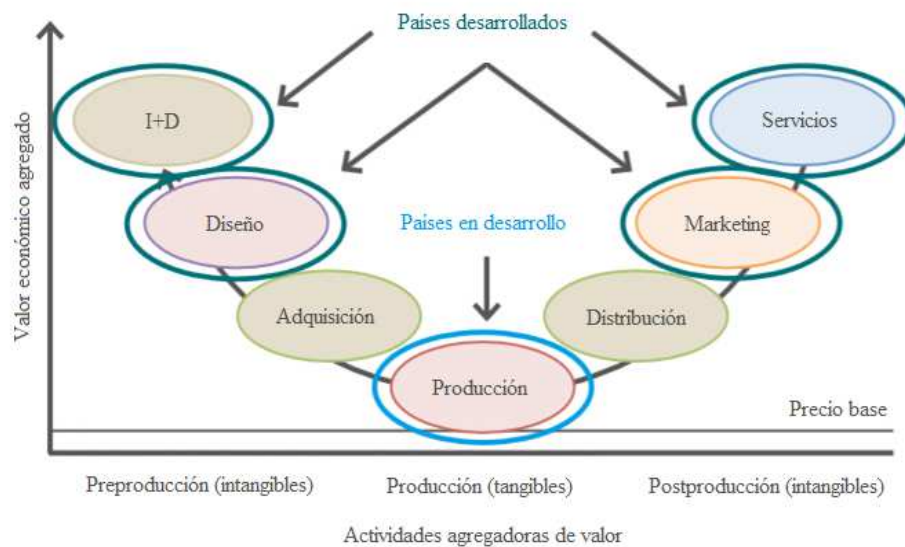 Países desarrollados
I+D
Servicios
Diseño
Países en desarrollo
Marketing
Adquisición
Distribución
Producción
Precio base
Valor económico agregado
Preproducción (intangibles)
Producción (tangibles)
Postproducción (intangibles)
Actividades agregadoras de valor